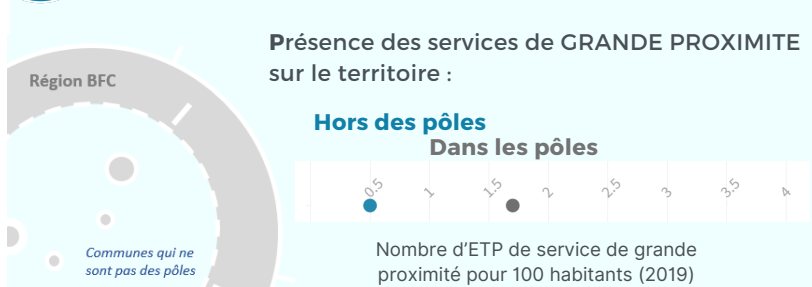 Présence des services de GRANDE PROXIMITE
sur le territoire :
Région BFC
Hors des pôles
Dans les pôles
0.5
1
1.5
2
2.5
3
3.5
4
Nombre d'ETP de service de grande
proximité pour 100 habitants (2019)
Communes qui ne
sont pas des pôles